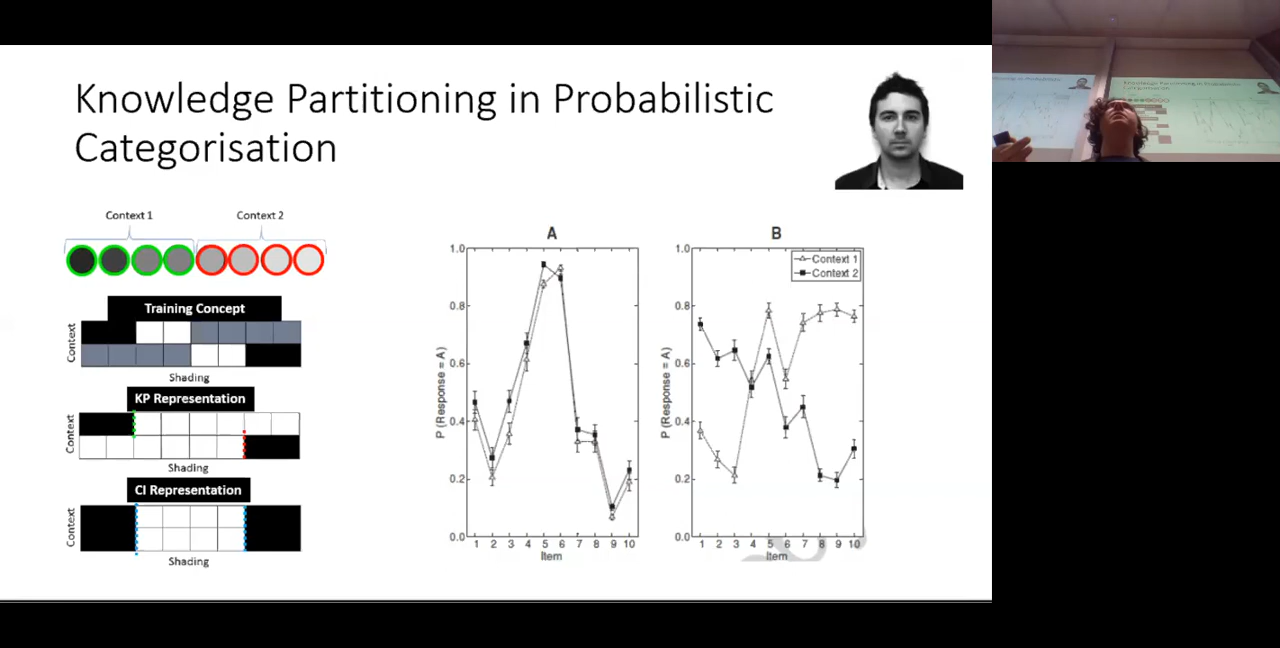 Knowledge Partitioning in Probabilistic
Categorisation
Context 1
Context 2
Training Concept
Context
Shading
KP Representation
Context
Shading
CI Representation
Context
Shading
A
P (Response = A)
1.0
0.8
0.6
0.4
0.2
0.0
1 2 3 4 5 6 7 8 9 10
Item
B
Context 1
Context 2
P (Response = A)
1.0
0.8
0.6
0.4
0.2
0.0
1 2 3 4 5 6 7 8 9 10
Item